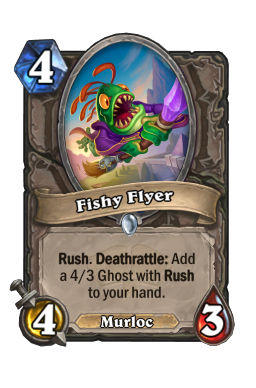 4
Fishy Flyer
Rush. Deathrattle: Add
a 4/3 Ghost with Rush
to your hand.
4
Murloc
3